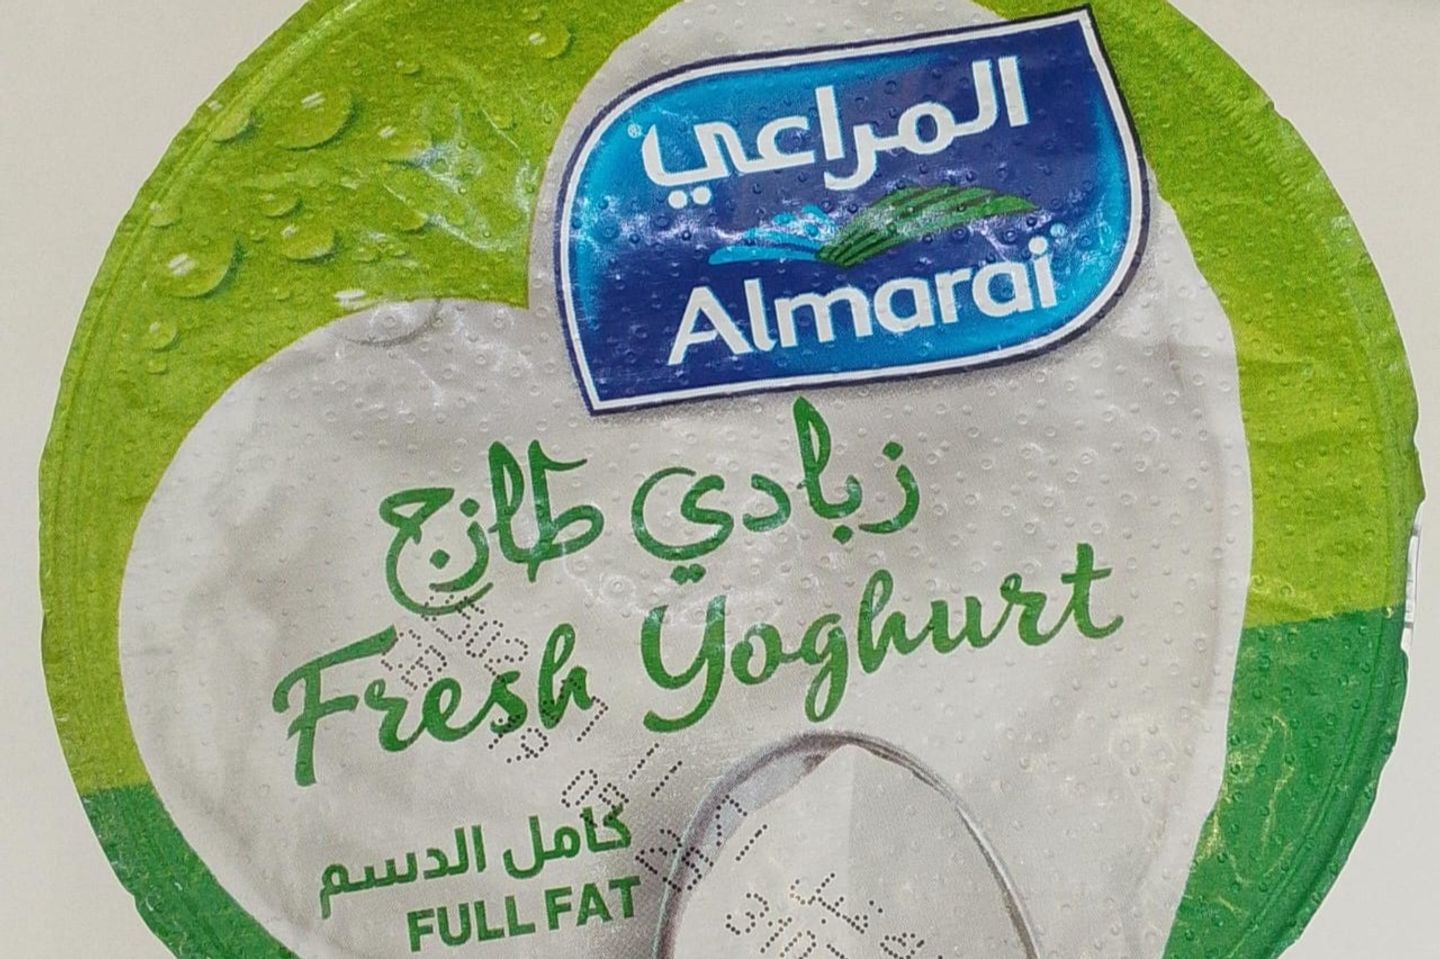 المراعي
Almarai
زبادي طازج
Fresh Yoghurt
كامل الدسم
FULL FAT